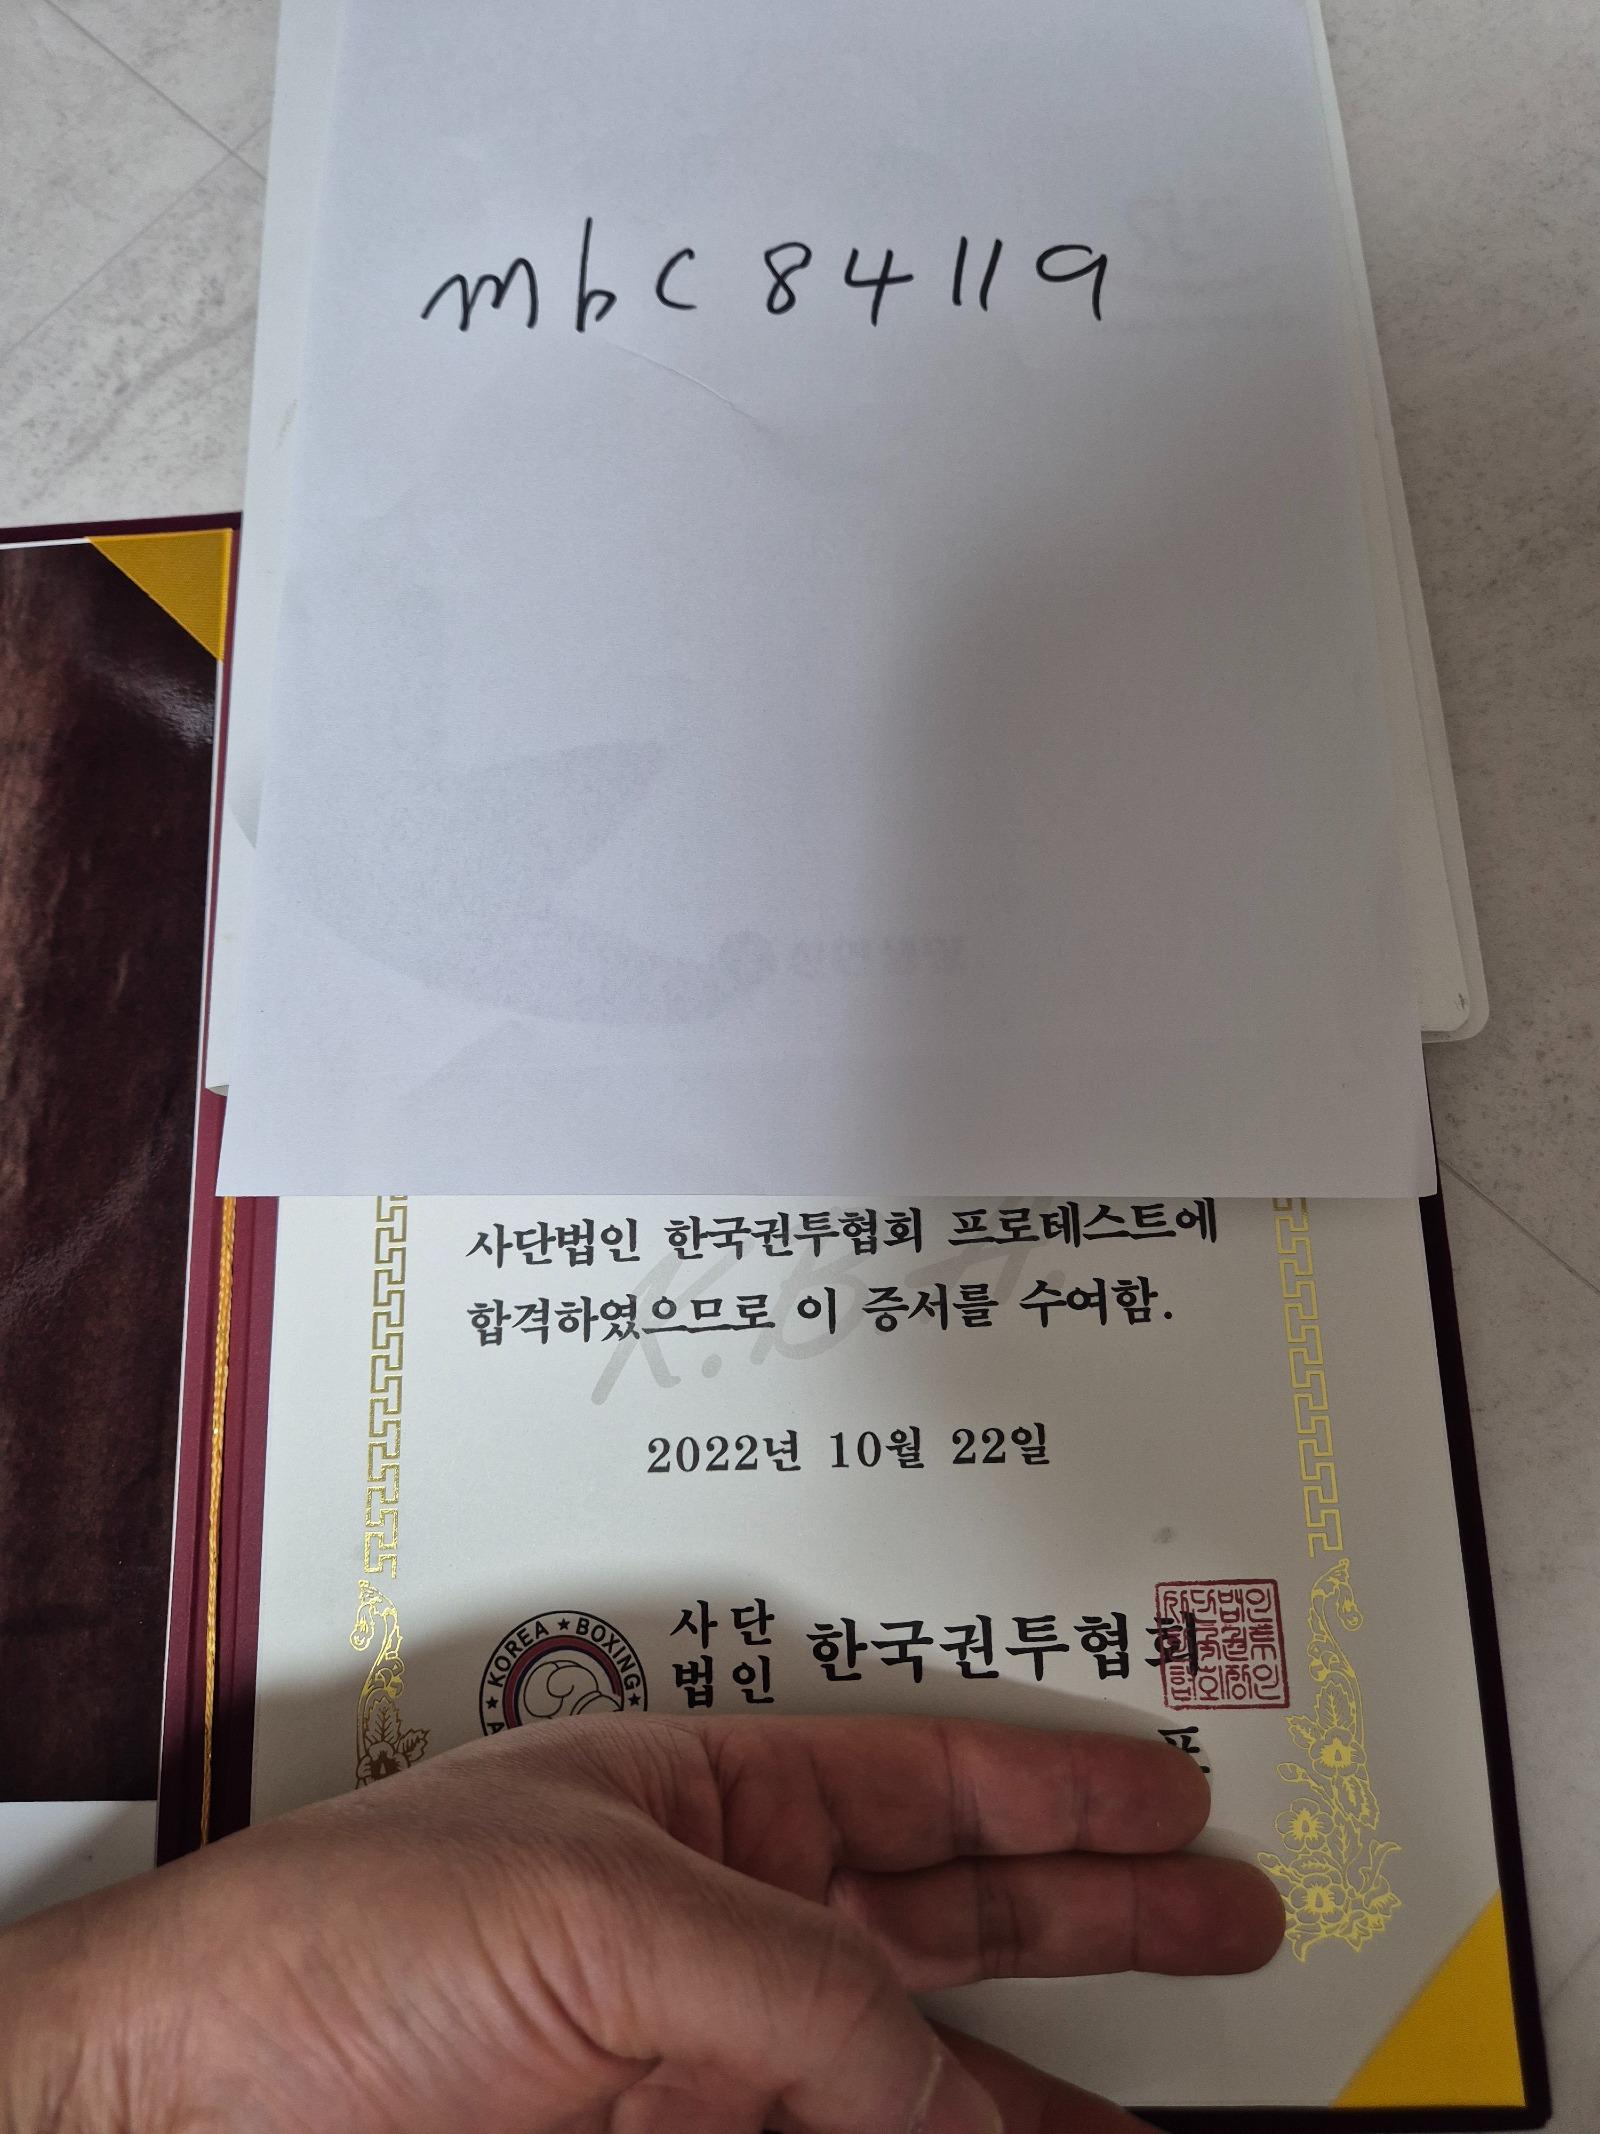 mbc84119
사단법인 한국권투협회 프로테스트에
합격하였으므로 이 증서를 수여함.
K.B.A.
2022년 10월 22일
KOREA ★ BOXING ★
사단
법인 한국권투협회